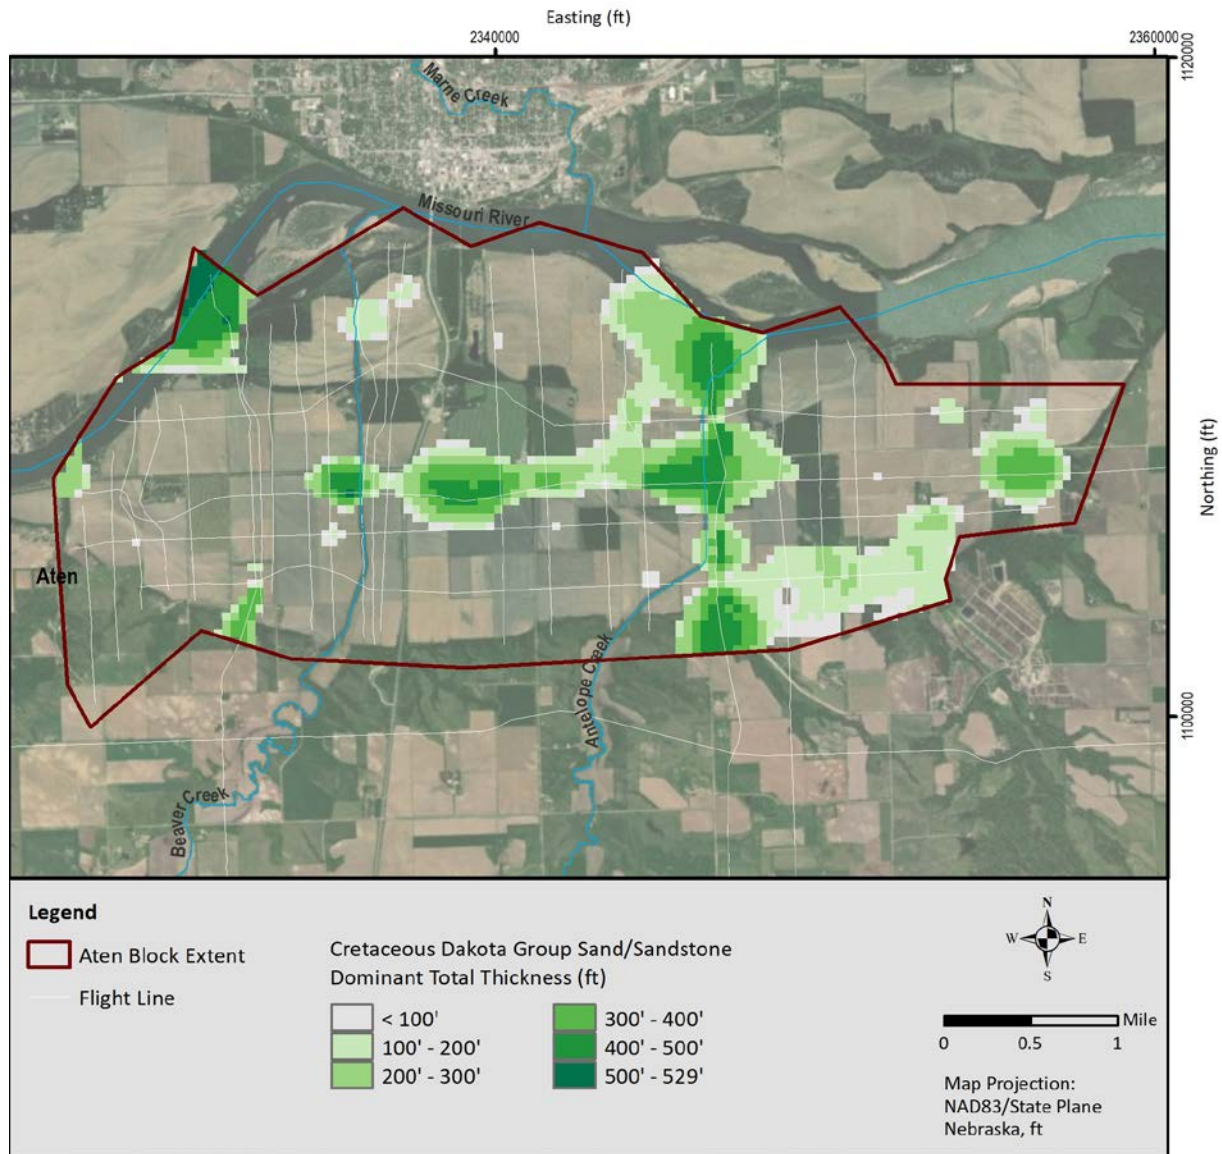 Easting (ft)
2340000
2360000
1120000
Marne Creek
Missouri River
Northing (ft)
Aten
1100000
Antelope Creek
Beaver Creek
Legend
Aten Block Extent
Flight Line
Cretaceous Dakota Group Sand/Sandstone
Dominant Total Thickness (ft)
< 100'
100' - 200'
200' - 300'
300' - 400'
400' - 500'
500' - 529'
N
W E
S
Mile
0 0.5 1
Map Projection:
NAD83/State Plane
Nebraska, ft